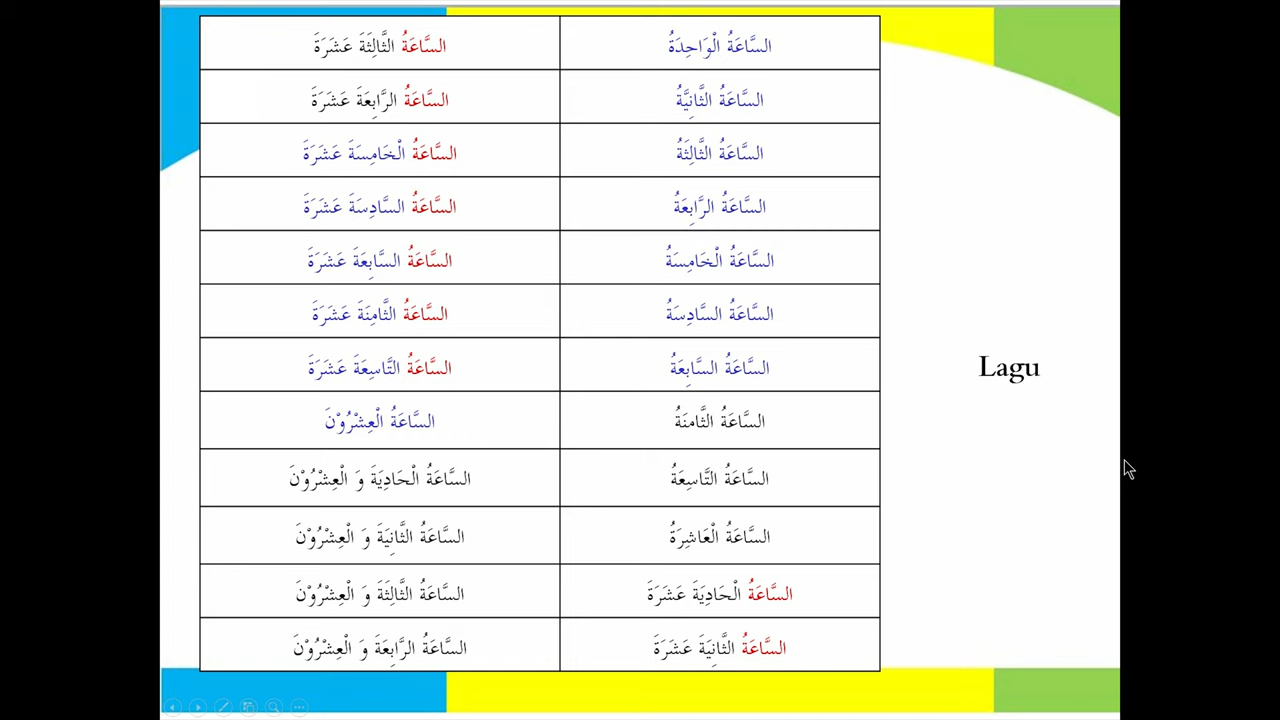 السَّاعَةُ الْوَاحِدَةُ
السَّاعَةُ الثَّانِيَّةُ
السَّاعَةُ الثَّالِثَةُ
السَّاعَةُ الرَّابِعَةُ
السَّاعَةُ الْخَامِسَةُ
السَّاعَةُ السَّادِسَةُ
السَّاعَةُ السَّابِعَةُ
السَّاعَةُ الثَّامنَةُ
السَّاعَةُ التَّاسِعَةُ
السَّاعَةُ الْعَاشِرَةُ
السَّاعَةُ الْحَادِيَةَ عَشَرَةَ
السَّاعَةُ الثَّانِيَةَ عَشَرَةَ
السَّاعَةُ الثَّالِثَةَ عَشَرَةَ
السَّاعَةُ الرَّابِعَةَ عَشَرَةَ
السَّاعَةُ الْخَامِسَةَ عَشَرَةَ
السَّاعَةُ السَّادِسَةَ عَشَرَةَ
السَّاعَةُ السَّابِعَةَ عَشَرَةَ
السَّاعَةُ الثَّامِنَةَ عَشَرَةَ
السَّاعَةُ التَّاسِعَةَ عَشَرَةَ
السَّاعَةُ الْعِشْرُوْنَ
السَّاعَةُ الْحَادِيَةَ وَ الْعِشْرُوْنَ
السَّاعَةُ الثَّانِيَةَ وَ الْعِشْرُوْنَ
السَّاعَةُ الثَّالِثَةَ وَ الْعِشْرُوْنَ
السَّاعَةُ الرَّابِعَةَ وَ الْعِشْرُوْنَ
Lagu